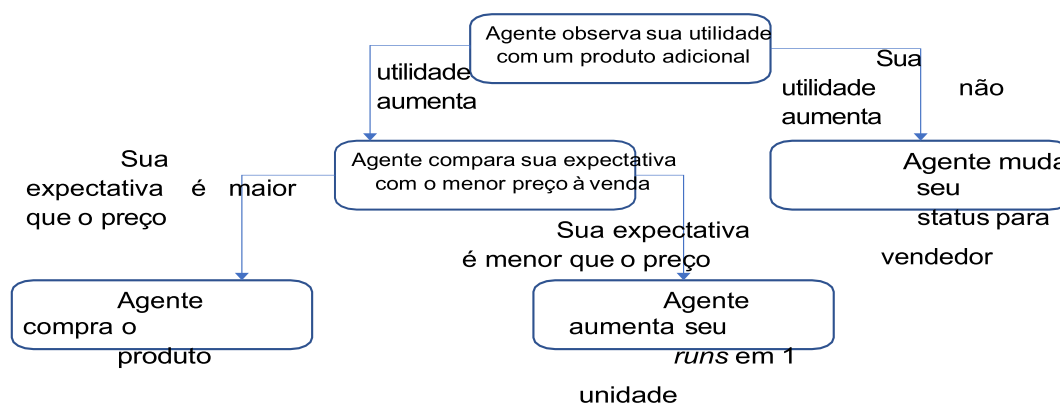 Agente observa sua utilidade
com um produto adicional
utilidade
aumenta
Sua
utilidade não
aumenta
Agente compara sua expectativa
com o menor preço à venda
Agente muda
seu
status para
vendedor
Sua
expectativa é maior
que o preço
Sua expectativa
é menor que o preço
Agente
compra o
produto
Agente
aumenta seu
runs em 1
unidade